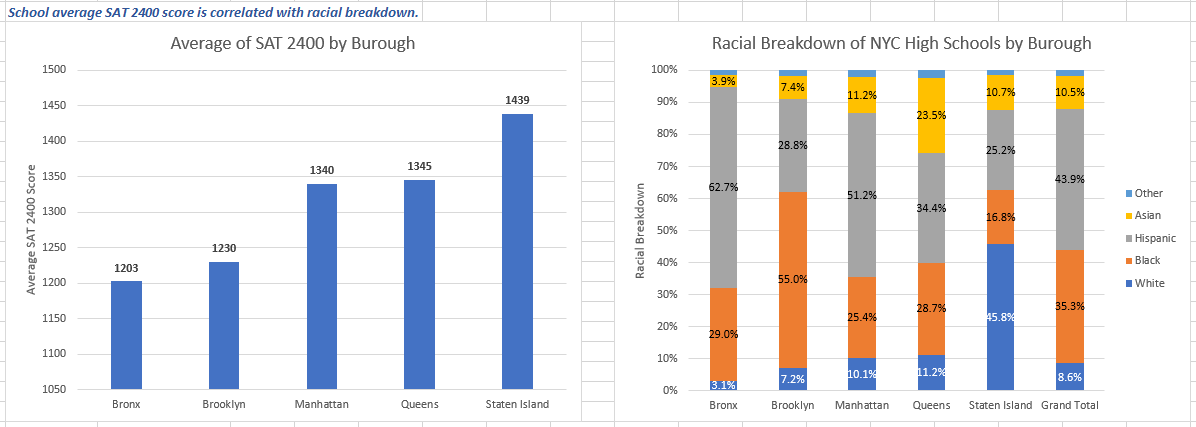 School average SAT 2400 score is correlated with racial breakdown.
Average of SAT 2400 by Burough
1500
1450
1400
1350
1300
1250
1200
1150
1100
1050
Average SAT 2400 Score
1203
1230
1340
1345
1439
Bronx
Brooklyn
Manhattan
Queens
Staten Island
Racial Breakdown of NYC High Schools by Burough
100%
90%
80%
70%
60%
50%
40%
30%
20%
10%
0%
Racial Breakdown
3.9%
62.7%
29.0%
3.1%
7.4%
28.8%
55.0%
7.2%
11.2%
51.2%
25.4%
10.1%
23.5%
34.4%
28.7%
11.2%
10.7%
25.2%
16.8%
45.8%
10.5%
43.9%
35.3%
8.6%
Bronx
Brooklyn
Manhattan
Queens
Staten Island
Grand Total
Other
Asian
Hispanic
Black
White